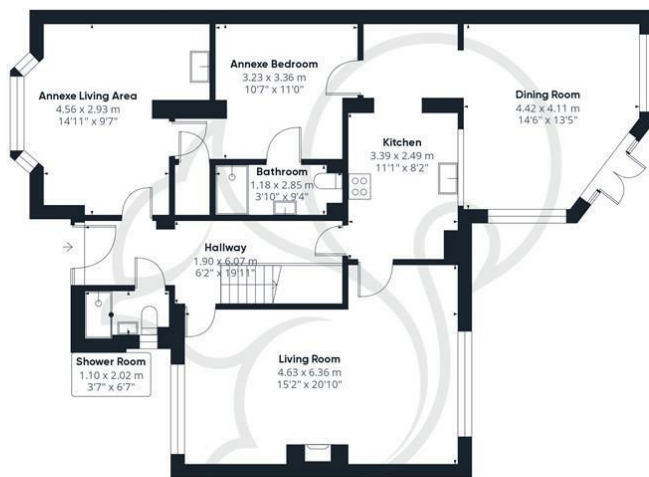 Annexe Living Area
4.56 x 2.93 m
14'11" x 9'7"
Annexe Bedroom
3.23 x 3.36 m
10'7" x 11'0"
Dining Room
4.42 x 4.11 m
14'6" x 13'5"
Kitchen
3.39 x 2.49 m
11'1" x 8'2"
Bathroom
1.18 x 2.85 m
3'10" x 9'4"
Hallway
1.90 x 6.07 m
6'2" x 19'11"
Shower Room
1.10 x 2.02 m
3'7" x 6'7"
Living Room
4.63 x 6.36 m
15'2" x 20'10"